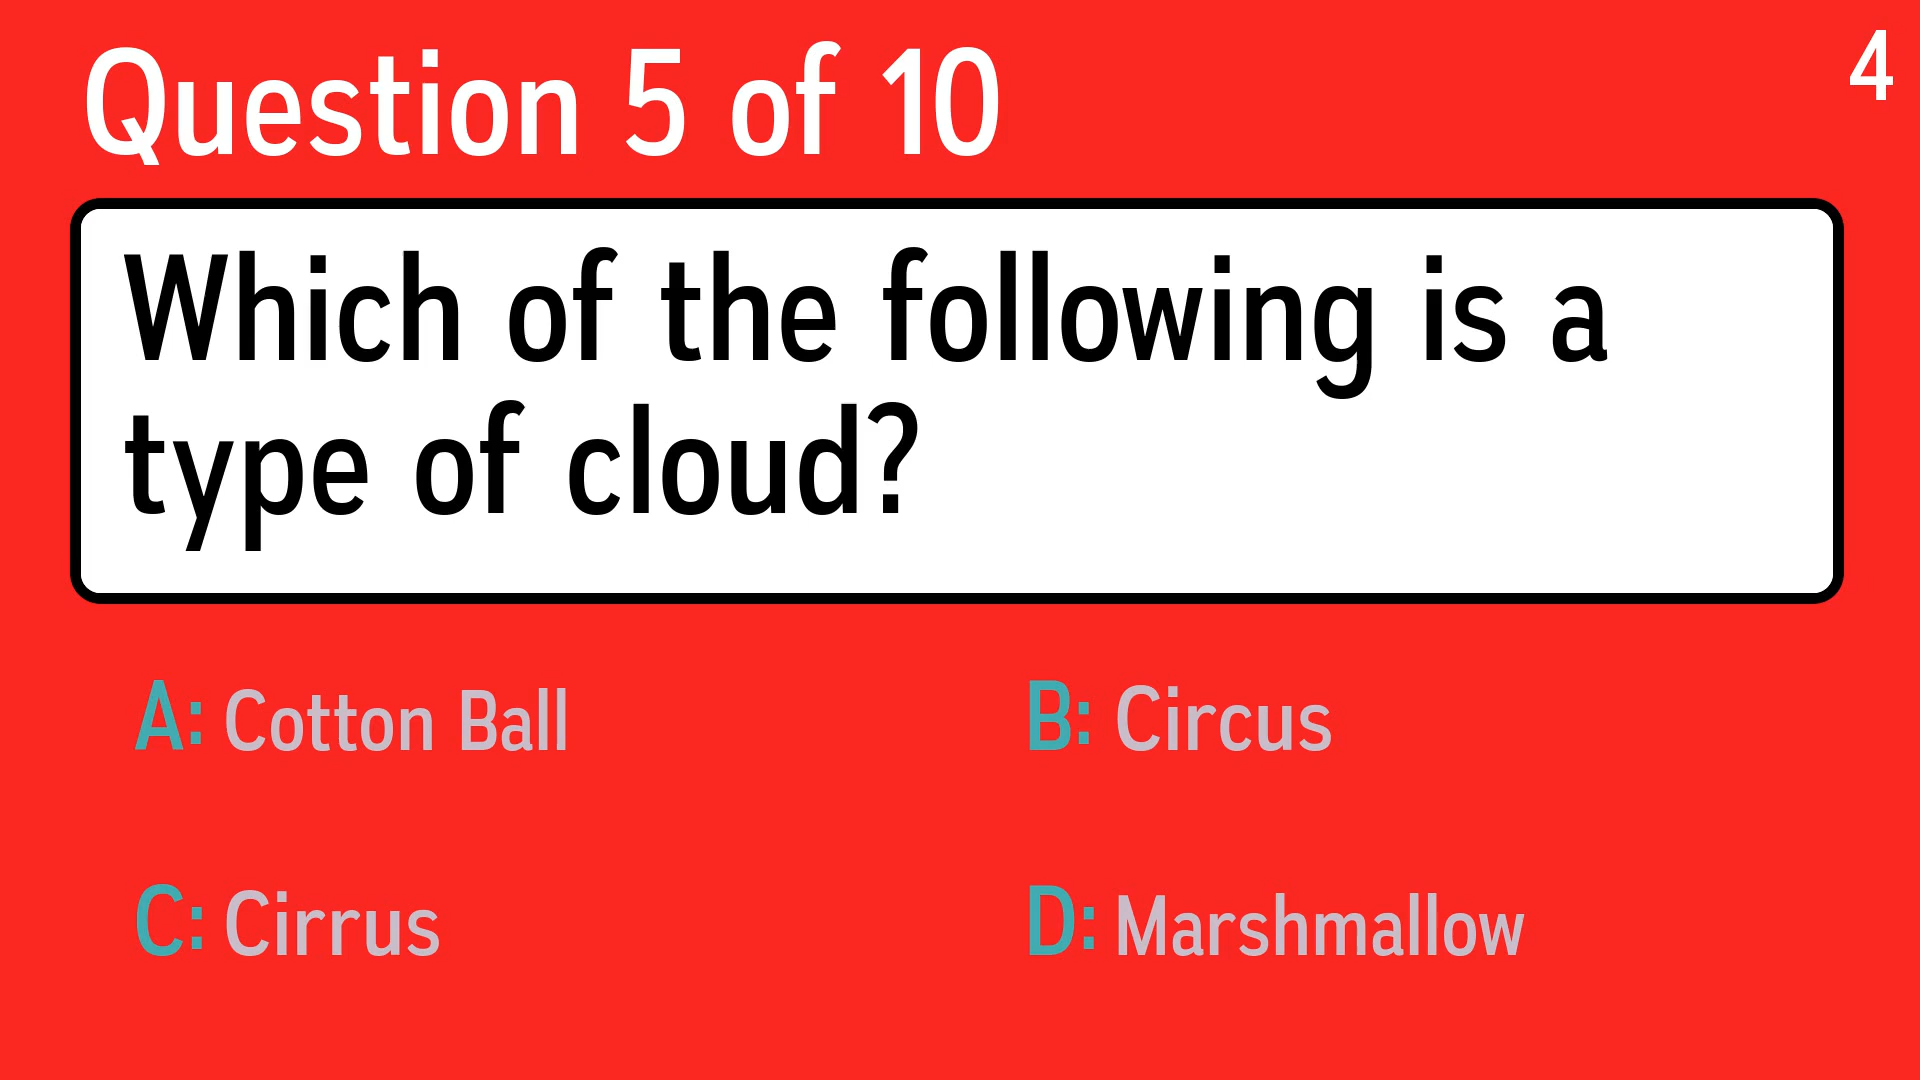 Question 5 of 10
4
Which of the following is a
type of cloud?
A: Cotton Ball
B: Circus
C: Cirrus
D: Marshmallow